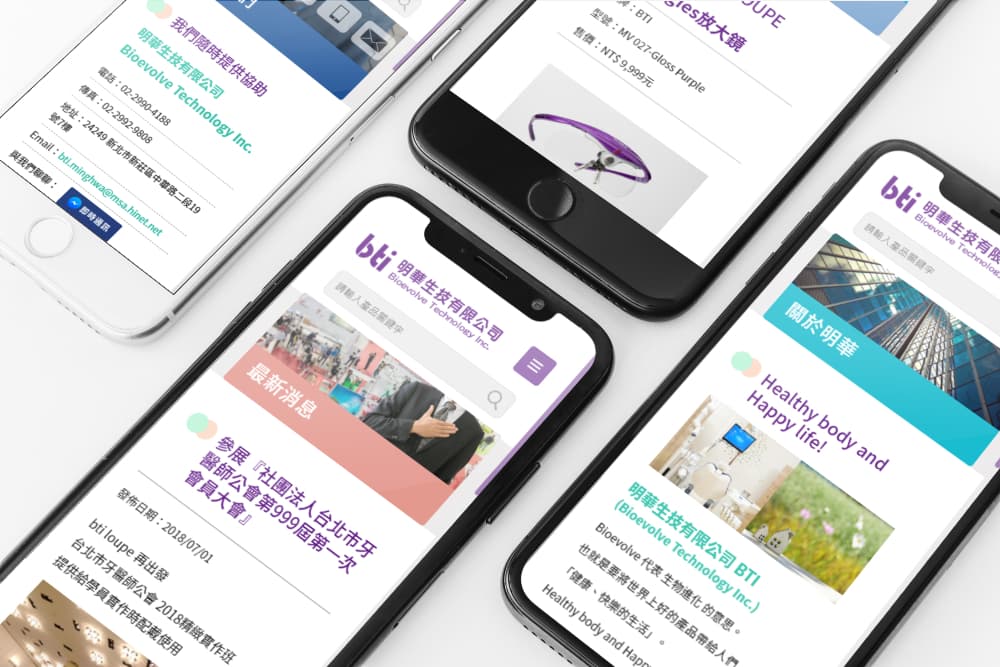 我們隨時提供協助
明華生技有限公司
Bioevolve Technology Inc.
電話：02-2990-4188
傳真：02-2992-9808
地址：24249 新北市新莊區中華路二段19
號7樓
Email：bti.minghwa@msa.hinet.net
與我們聊聊：
即時通訊
OUPE
gles放大鏡
牌：BTI
型號：MV 027-Gloss Purple
售價：NT$ 9,999元
bti 明華生技有限公司
Bioevolve Technology Inc.
請輸入產品關鍵字
最新消息
參展『社團法人台北市牙
醫師公會第999屆第一次
會員大會』
發佈日期：2018/07/01
bti loupe 再出發
台北市牙醫師公會 2018精緻實作班
提供給學員實作時配載使用
bti 明華生技有限公
Bioevolve Technology
請輸入產品關鍵字
關於明華
Healthy body and
Happy life!
明華生技有限公司 BTI
(Bioevolve Technology Inc.)
Bioevolve 代表 生物進化 的意思。
也就是要將世界上好的產品帶給人們
「健康、快樂的生活」。
Healthy body and Happ